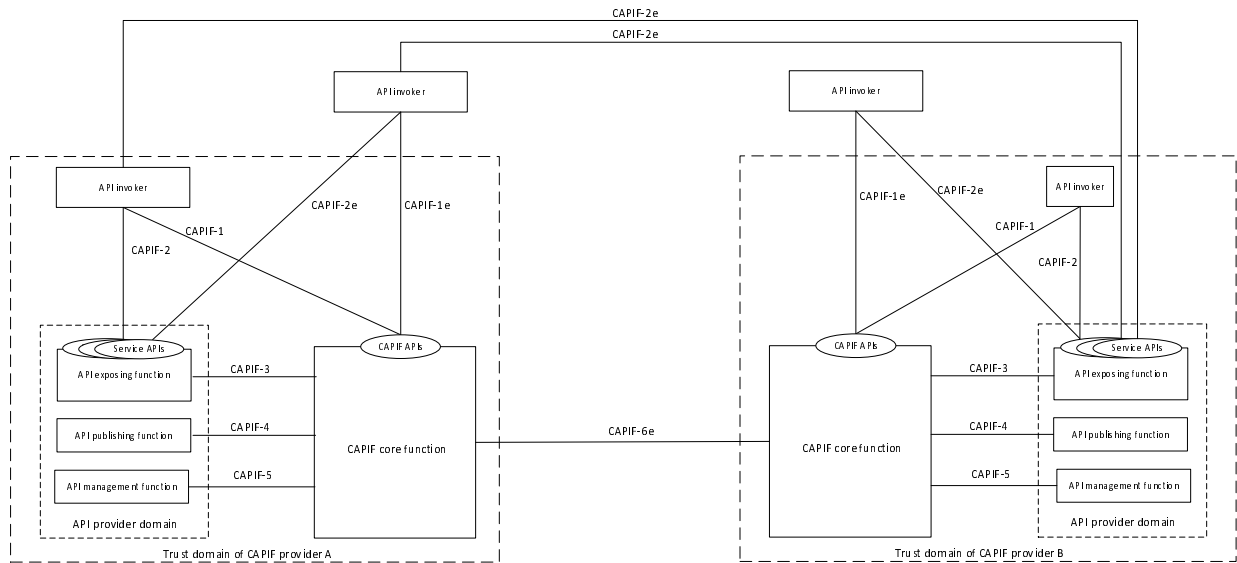 CAPIF-2e
CAPIF-2e
API invoker
API invoker
API invoker
API invoker
CAPIF-2e
CAPIF-1e
CAPIF-1e
CAPIF-2e
CAPIF-1
CAPIF-2
CAPIF-1
CAPIF-2
Service APIs
API exposing function
CAPIF APIs
CAPIF APIs
Service APIs
API exposing function
CAPIF-3
CAPIF-3
API publishing function
CAPIF-4
CAPIF core function
CAPIF-6e
CAPIF core function
CAPIF-4
API publishing function
API management function
CAPIF-5
CAPIF-5
API management function
API provider domain
API provider domain
Trust domain of CAPIF provider A
Trust domain of CAPIF provider B